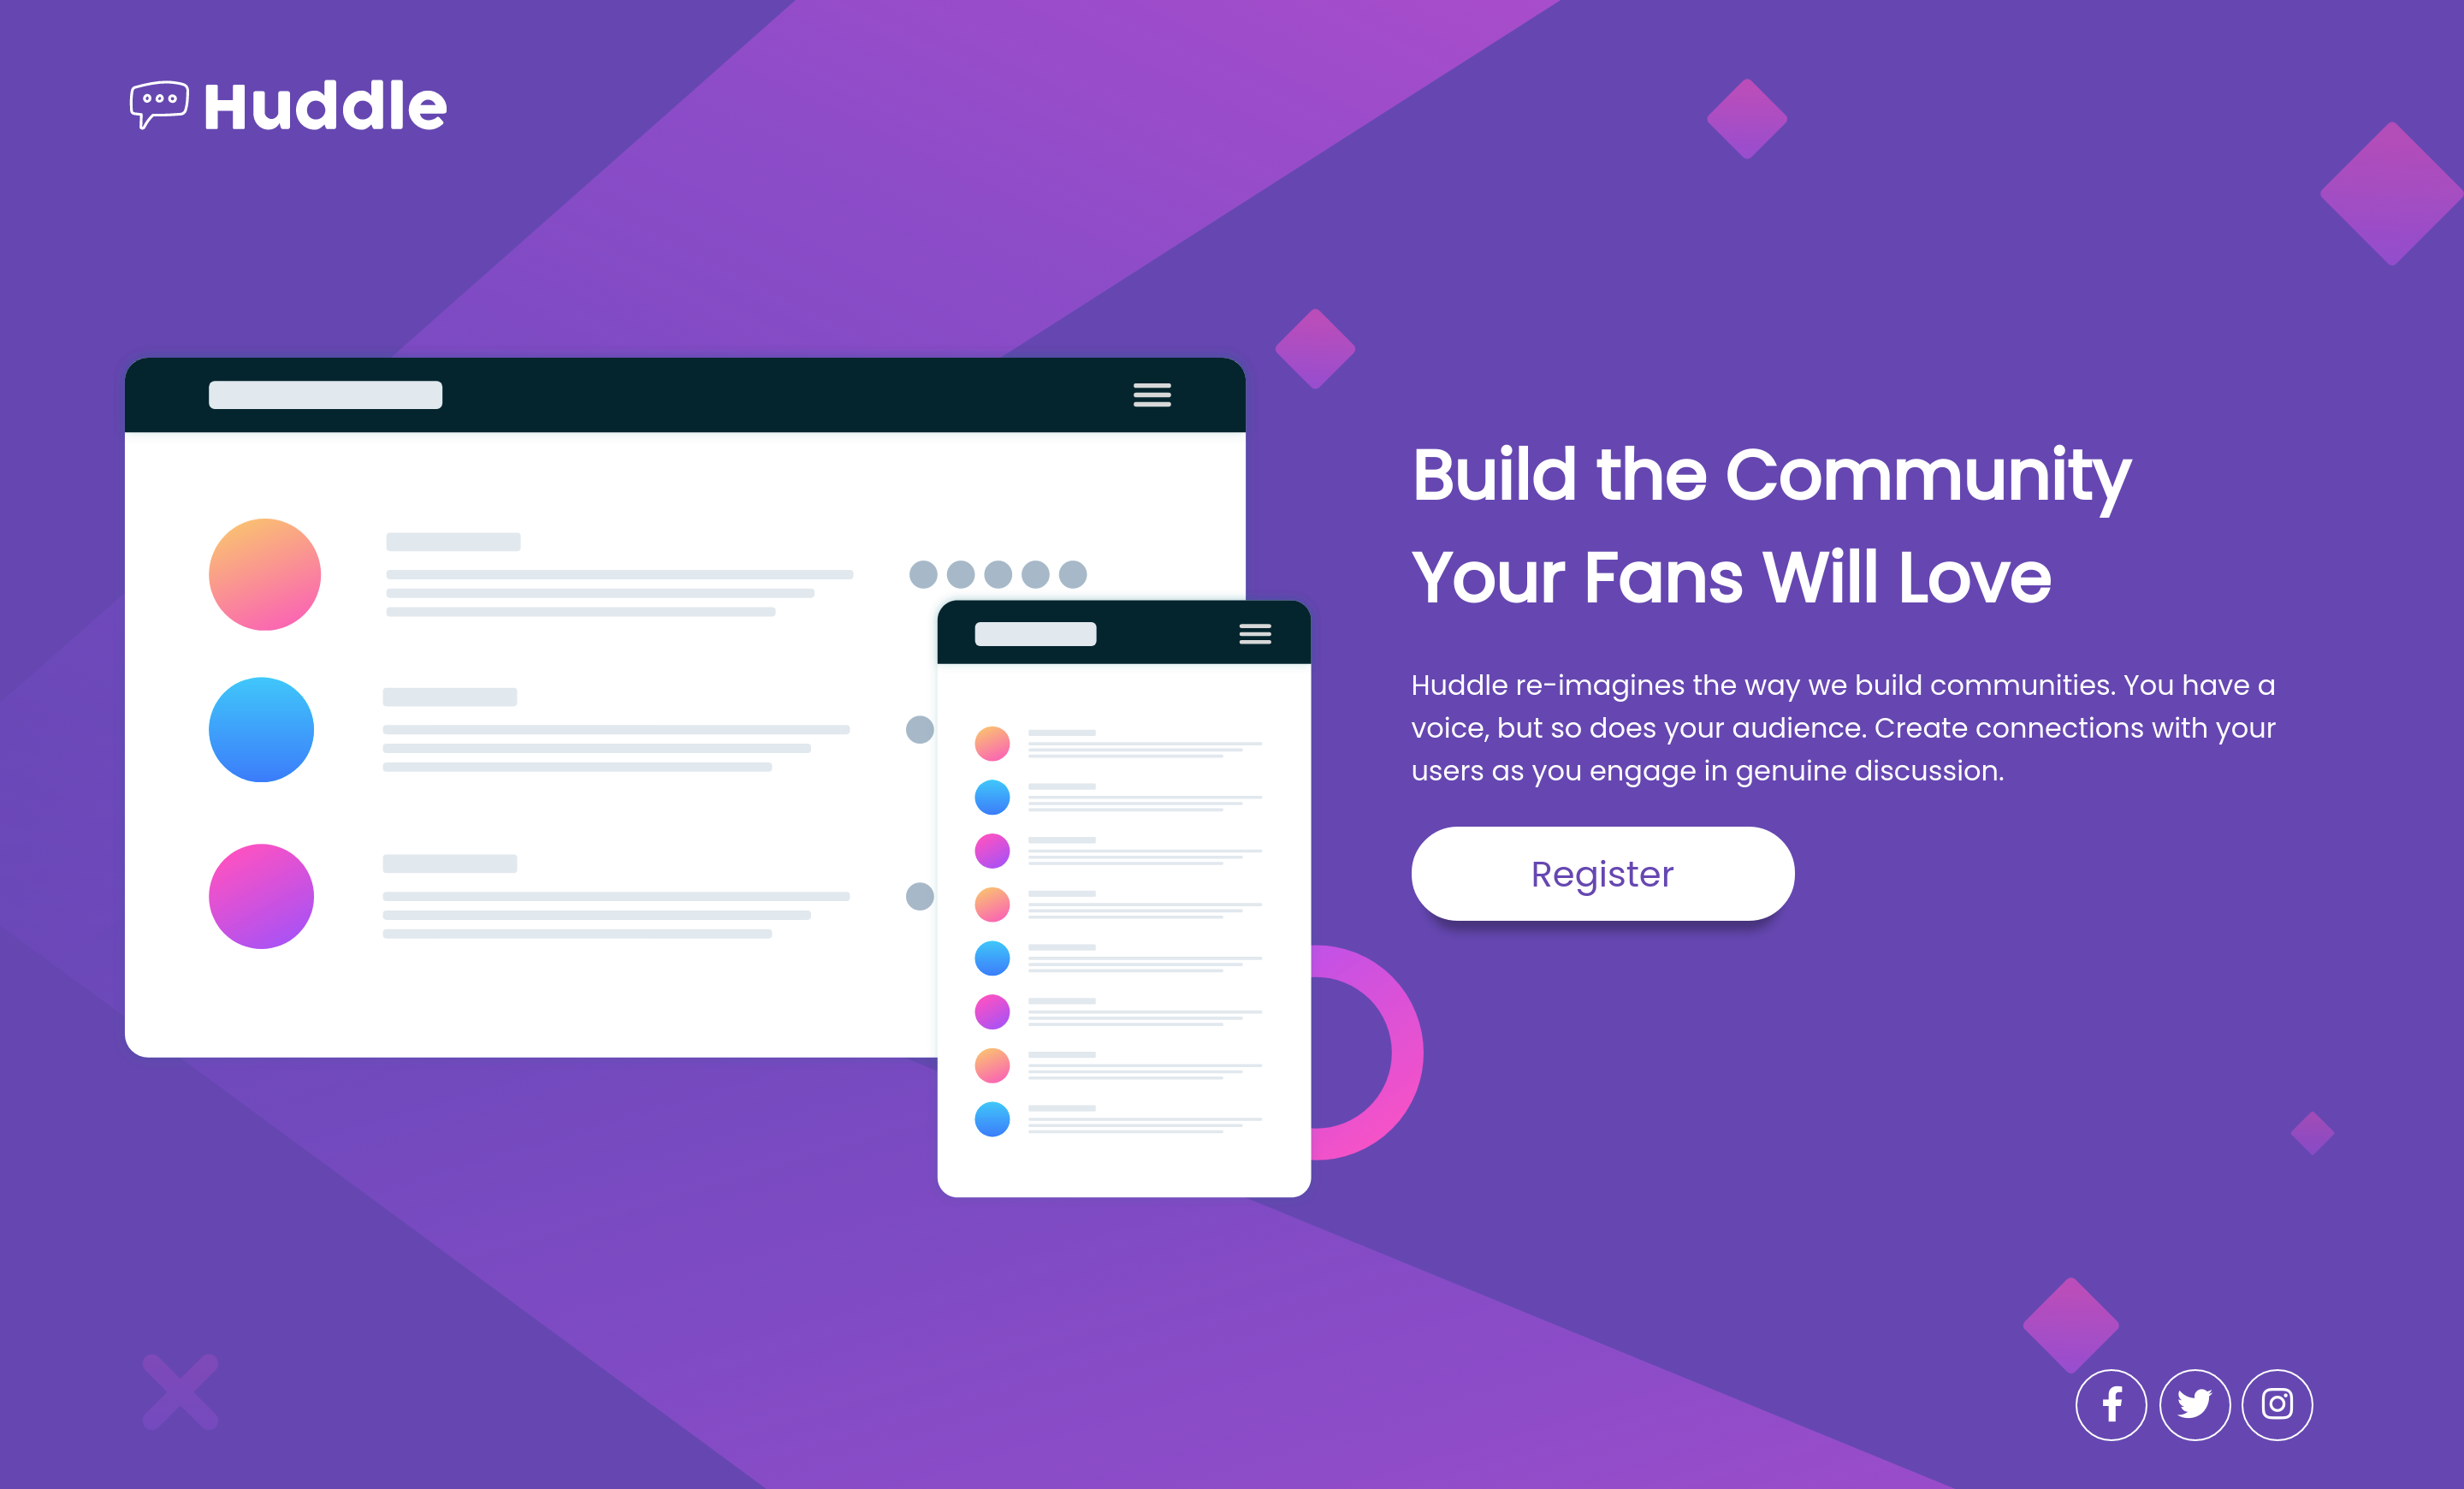 Huddle
Build the Community
Your Fans Will Love
Huddle re-imagines the way we build communities. You have a
voice, but so does your audience. Create connections with your
users as you engage in genuine discussion.
Register